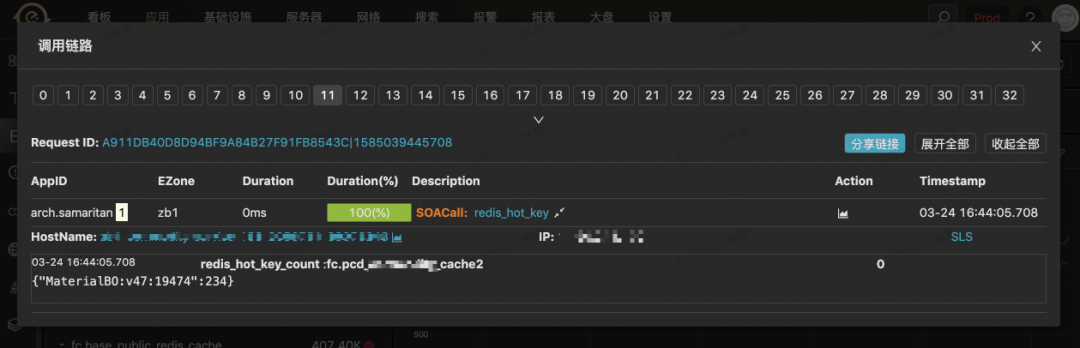 看板 应用 基础设施 服务器 网络 搜索 报警 报表 大盘 设置 Prod
调用链路
0 1 2 3 4 5 6 7 8 9 10 11 12 13 14 15 16 17 18 19 20 21 22 23 24 25 26 27 28 29 30 31 32
Request ID: A911DB40D8D94BF9A84B27F91FB8543C|1585039445708 分享链接 展开全部 收起全部
AppID EZone Duration Duration(%) Description Action Timestamp
arch.samaritan 1 zb1 0ms 100(%) SOACall: redis_hot_key 03-24 16:44:05.708
HostName: IP: SLS
03-24 16:44:05.708 redis_hot_key_count :fc.pcd_ _cache2 0
{"MaterialBO:v47:19474":234}
500
fc.base_public_redis_cache 407.40K